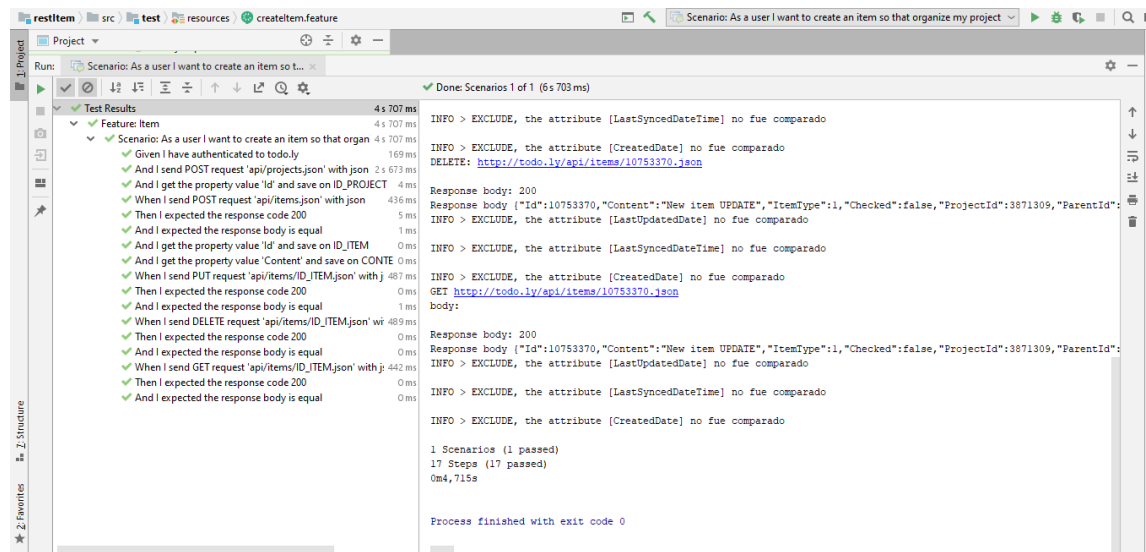 restItem src test resources createItem.feature Scenario: As a user I want to create an item so that organize my project
1: Project
Project
Run: Scenario: As a user I want to create an item so t...
Done: Scenarios 1 of 1 (6 s 703 ms)
Test Results 4 s 707 ms
Feature: Item 4 s 707 ms
Scenario: As a user I want to create an item so that organ 4 s 707 ms
Given I have authenticated to todo.ly 169 ms
And I send POST request 'api/projects.json' with json 2 s 673 ms
And I get the property value 'Id' and save on ID_PROJECT 4 ms
When I send POST request 'api/items.json' with json 436 ms
Then I expected the response code 200 5 ms
And I expected the response body is equal 1 ms
And I get the property value 'Id' and save on ID_ITEM 0 ms
And I get the property value 'Content' and save on CONTE 0 ms
When I send PUT request 'api/items/ID_ITEM.json' with j 487 ms
Then I expected the response code 200 0 ms
And I expected the response body is equal 1 ms
When I send DELETE request 'api/items/ID_ITEM.json' wi 489 ms
Then I expected the response code 200 0 ms
And I expected the response body is equal 0 ms
When I send GET request 'api/items/ID_ITEM.json' with j 442 ms
Then I expected the response code 200 0 ms
And I expected the response body is equal 0 ms
INFO > EXCLUDE, the attribute [LastSyncedDateTime] no fue comparado
INFO > EXCLUDE, the attribute [CreatedDate] no fue comparado
DELETE: http://todo.ly/api/items/10753370.json
Response body: 200
Response body {"Id":10753370,"Content":"New item UPDATE","ItemType":1,"Checked":false,"ProjectId":3871309,"ParentId":
INFO > EXCLUDE, the attribute [LastUpdatedDate] no fue comparado
INFO > EXCLUDE, the attribute [LastSyncedDateTime] no fue comparado
INFO > EXCLUDE, the attribute [CreatedDate] no fue comparado
GET http://todo.ly/api/items/10753370.json
body:
Response body: 200
Response body {"Id":10753370,"Content":"New item UPDATE","ItemType":1,"Checked":false,"ProjectId":3871309,"ParentId":
INFO > EXCLUDE, the attribute [LastUpdatedDate] no fue comparado
INFO > EXCLUDE, the attribute [LastSyncedDateTime] no fue comparado
INFO > EXCLUDE, the attribute [CreatedDate] no fue comparado
1 Scenarios (1 passed)
17 Steps (17 passed)
0m4,715s
Process finished with exit code 0
Z: Structure
2: Favorites